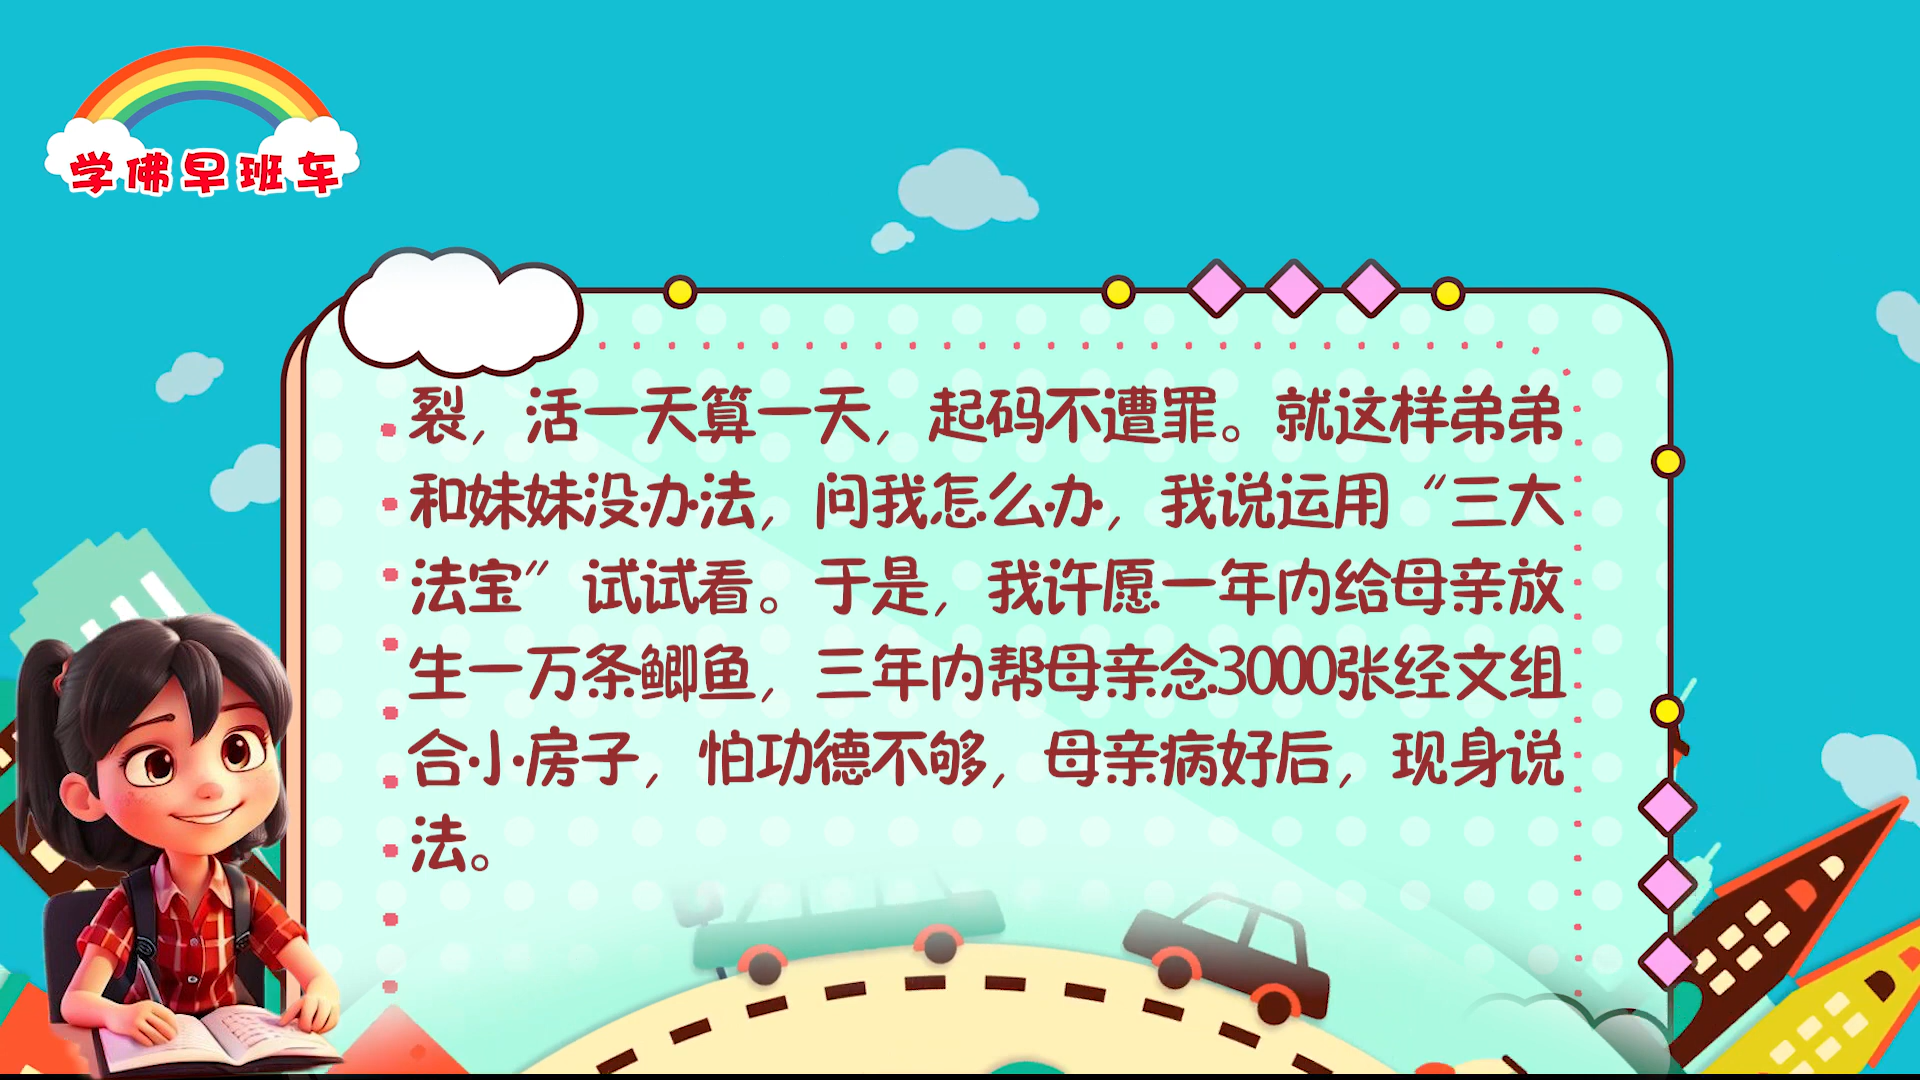 学佛早班车
裂，活一天算一天，起码不遭罪。就这样弟弟
和妹妹没办法，问我怎么办，我说运用“三大
法宝”试试看。于是，我许愿一年内给母亲放
生一万条鲫鱼，三年内帮母亲念3000张经文组
合小房子，怕功德不够，母亲病好后，现身说
法。